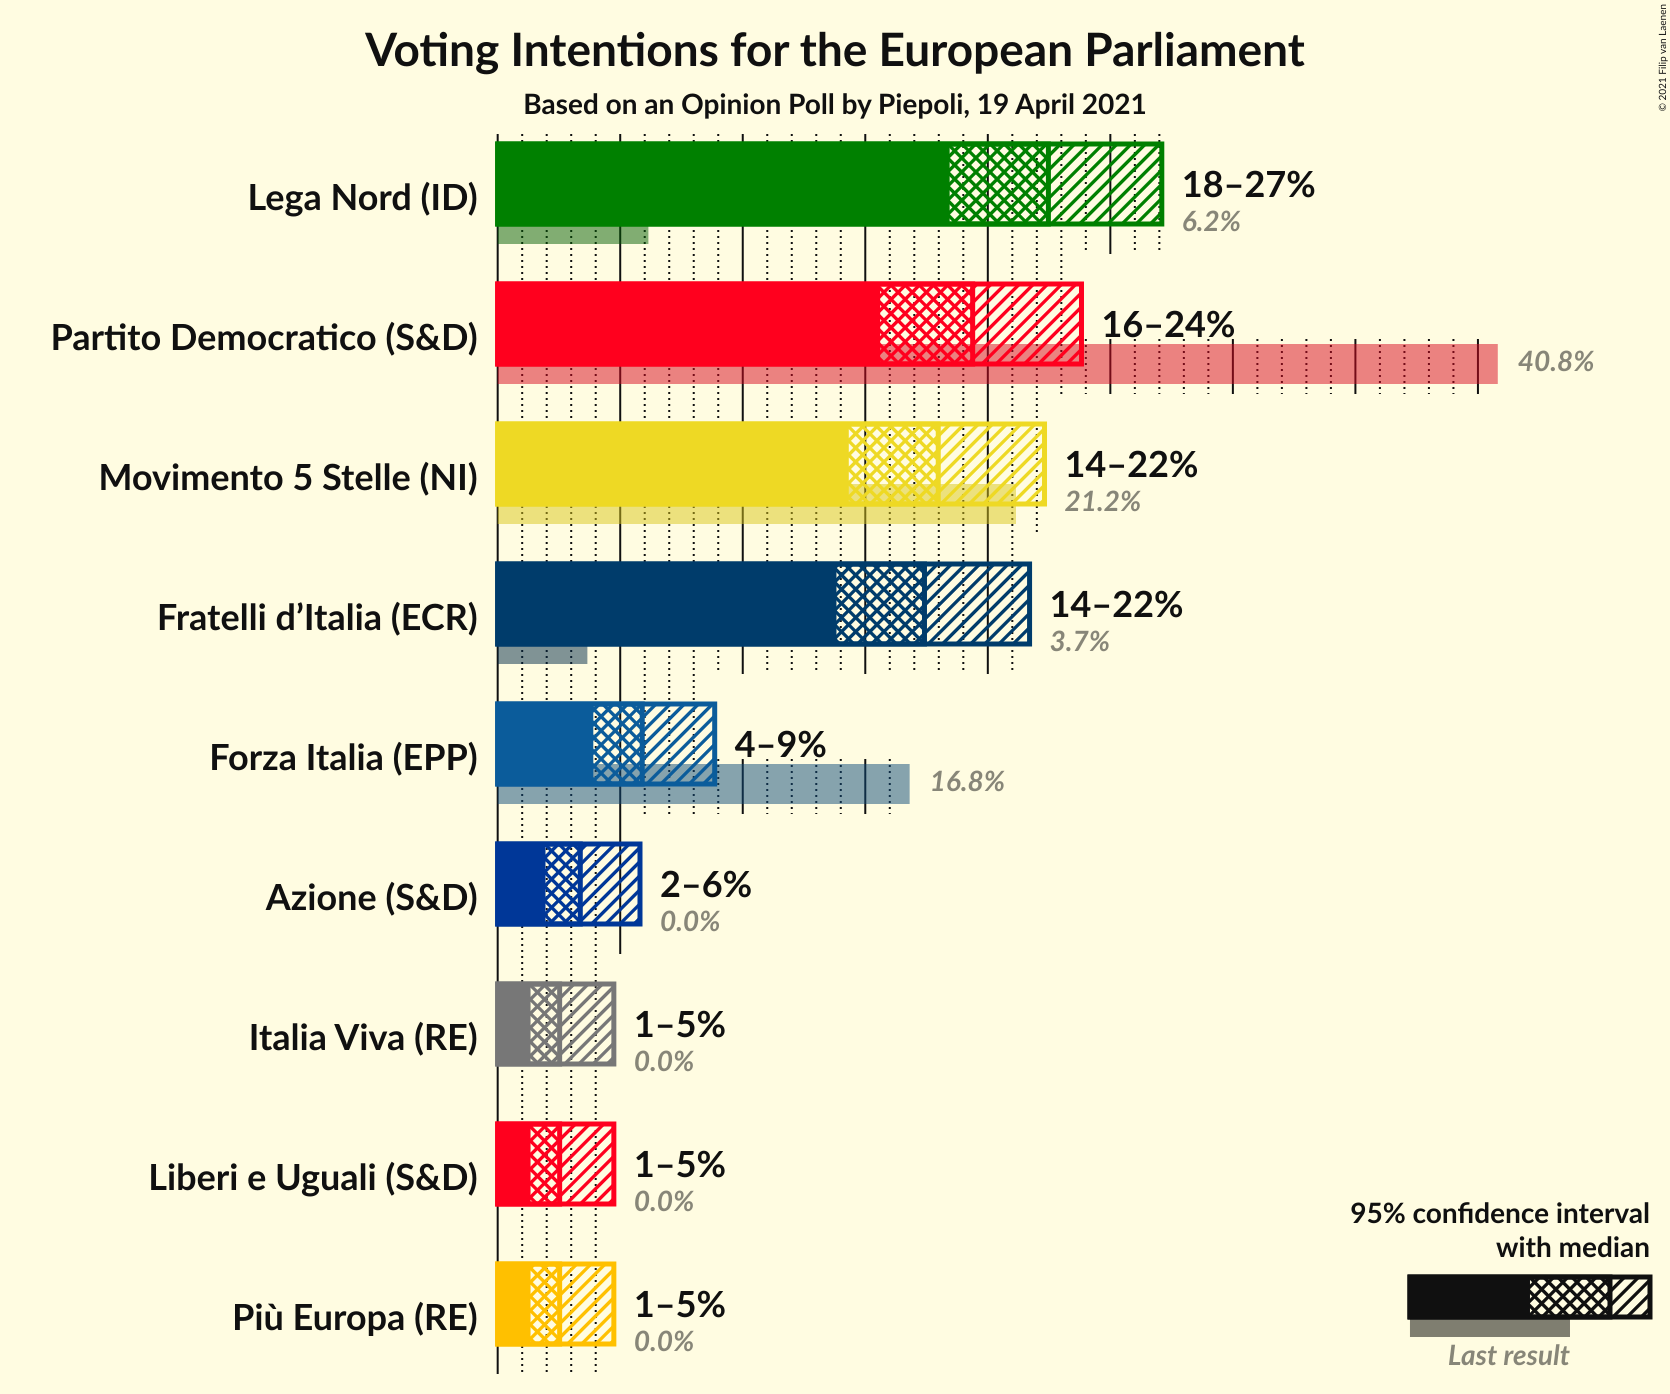 Voting Intentions for the European Parliament
Based on an Opinion Poll by Piepoli, 19 April 2021
© 2021 Filip van Laenen
Lega Nord (ID)
18–27%
6.2%
Partito Democratico (S&D)
16–24%
40.8%
Movimento 5 Stelle (NI)
14–22%
21.2%
Fratelli d’Italia (ECR)
14–22%
3.7%
Forza Italia (EPP)
4–9%
16.8%
Azione (S&D)
2–6%
0.0%
Italia Viva (RE)
1–5%
0.0%
Liberi e Uguali (S&D)
1–5%
0.0%
Più Europa (RE)
1–5%
0.0%
95% confidence interval
with median
Last result